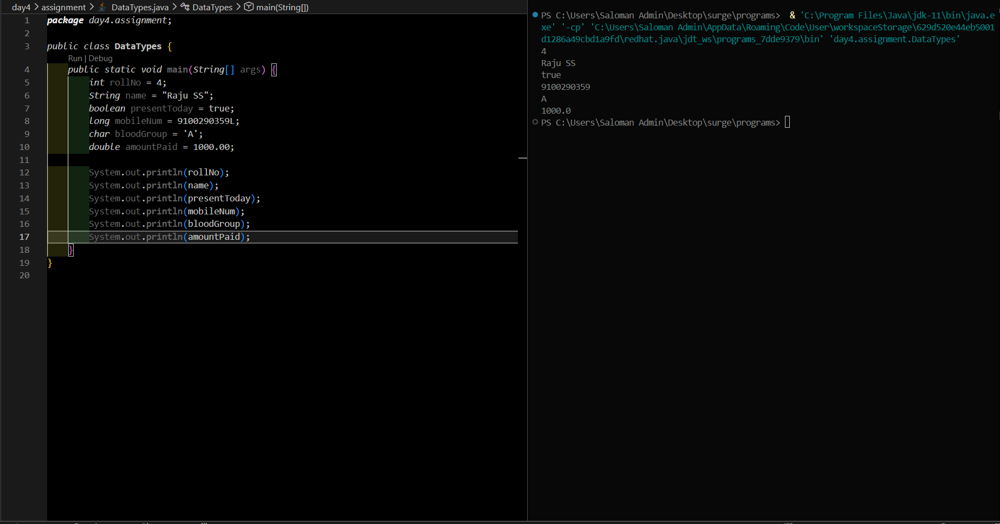 day4 > assignment > DataTypes.java > DataTypes > main(String[])
1 package day4.assignment;
2
3 public class DataTypes {
Run | Debug
4 public static void main(String[] args) {
5 int rollNo = 4;
6 String name = "Raju SS";
7 boolean presentToday = true;
8 long mobileNum = 9100290359L;
9 char bloodGroup = 'A';
10 double amountPaid = 1000.00;
11
12 System.out.println(rollNo);
13 System.out.println(name);
14 System.out.println(presentToday);
15 System.out.println(mobileNum);
16 System.out.println(bloodGroup);
17 System.out.println(amountPaid);
18 }
19 }
20
PS C:\Users\Saloman Admin\Desktop\surge\programs> & 'C:\Program Files\Java\jdk-11\bin\java.e
xe' '-cp' 'C:\Users\Saloman Admin\AppData\Roaming\Code\User\workspaceStorage\629d520e44eb5001
d1286a49cbd1a9fd\redhat.java\jdt_ws\programs_7dde9379\bin' 'day4.assignment.DataTypes'
4
Raju SS
true
9100290359
A
1000.0
PS C:\Users\Saloman Admin\Desktop\surge\programs>